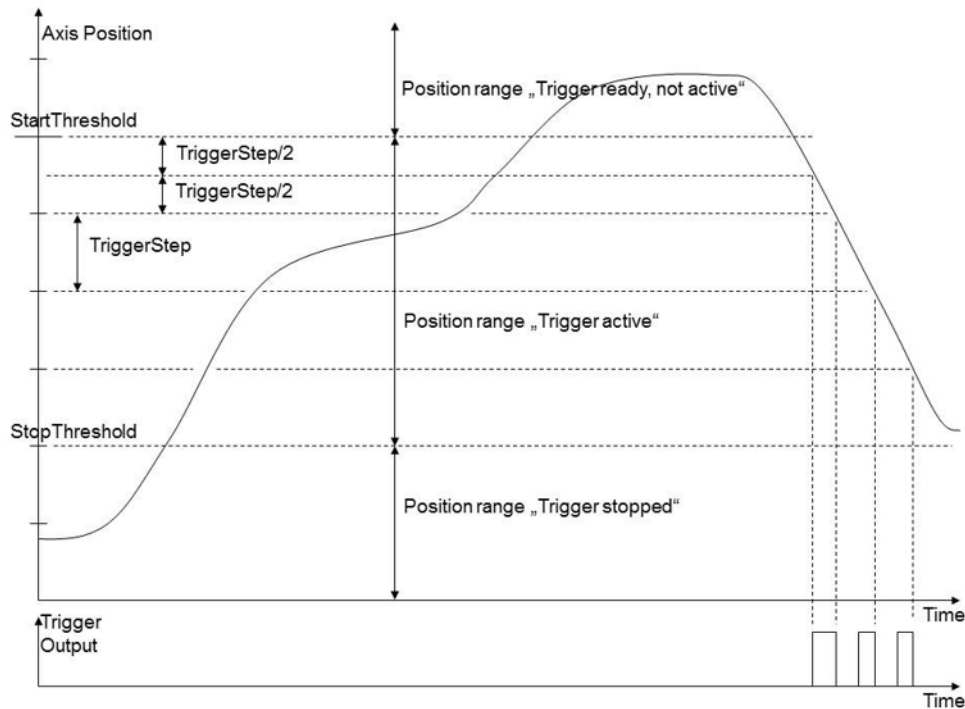 Axis Position
Position range „Trigger ready, not active“
StartThreshold
TriggerStep/2
TriggerStep/2
TriggerStep
Position range „Trigger active“
StopThreshold
Position range „Trigger stopped“
Time
Trigger
Output
Time